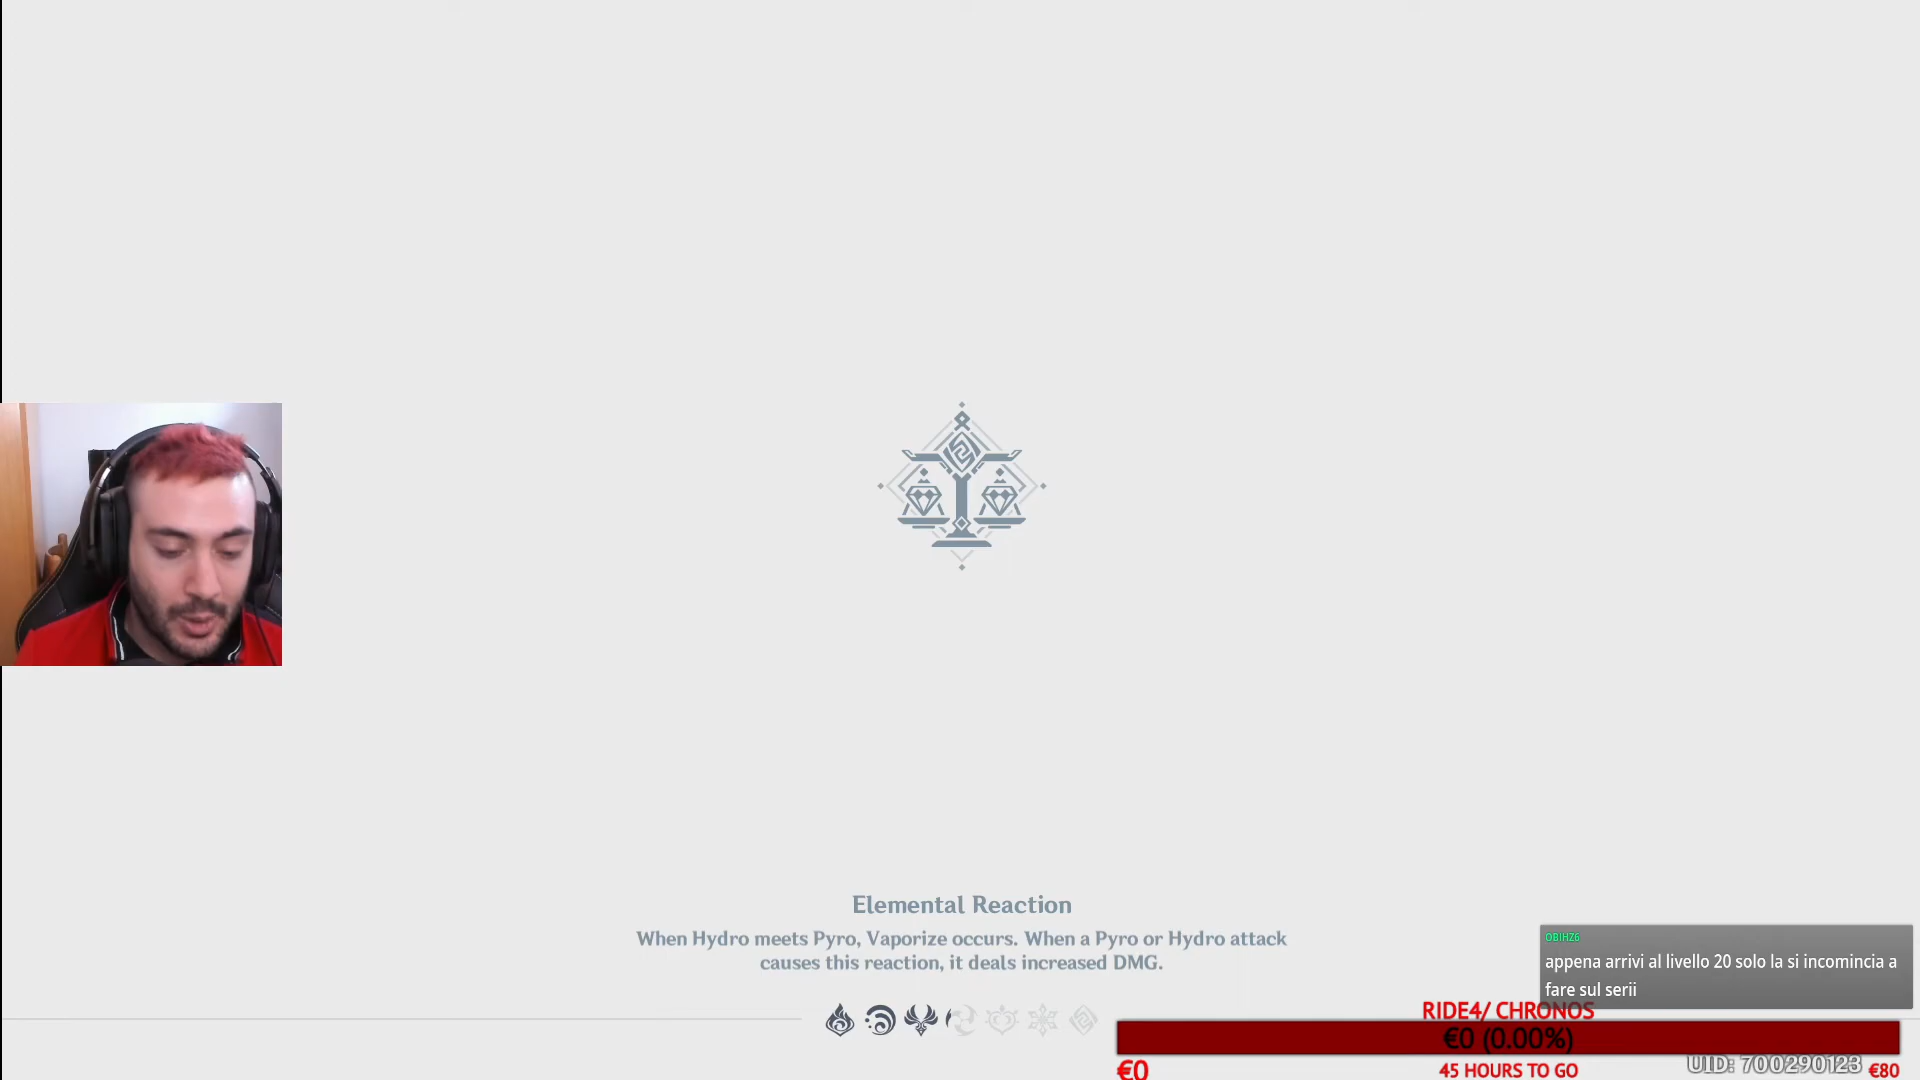 Elemental Reaction
When Hydro meets Pyro, Vaporize occurs. When a Pyro or Hydro attack
causes this reaction, it deals increased DMG.
OBIHZ6
appena arrivi al livello 20 solo la si incomincia a
fare sul serii
RIDE4/ CHRONOS
€0 (0.00%)
€0 45 HOURS TO GO €80
UID: 700290123